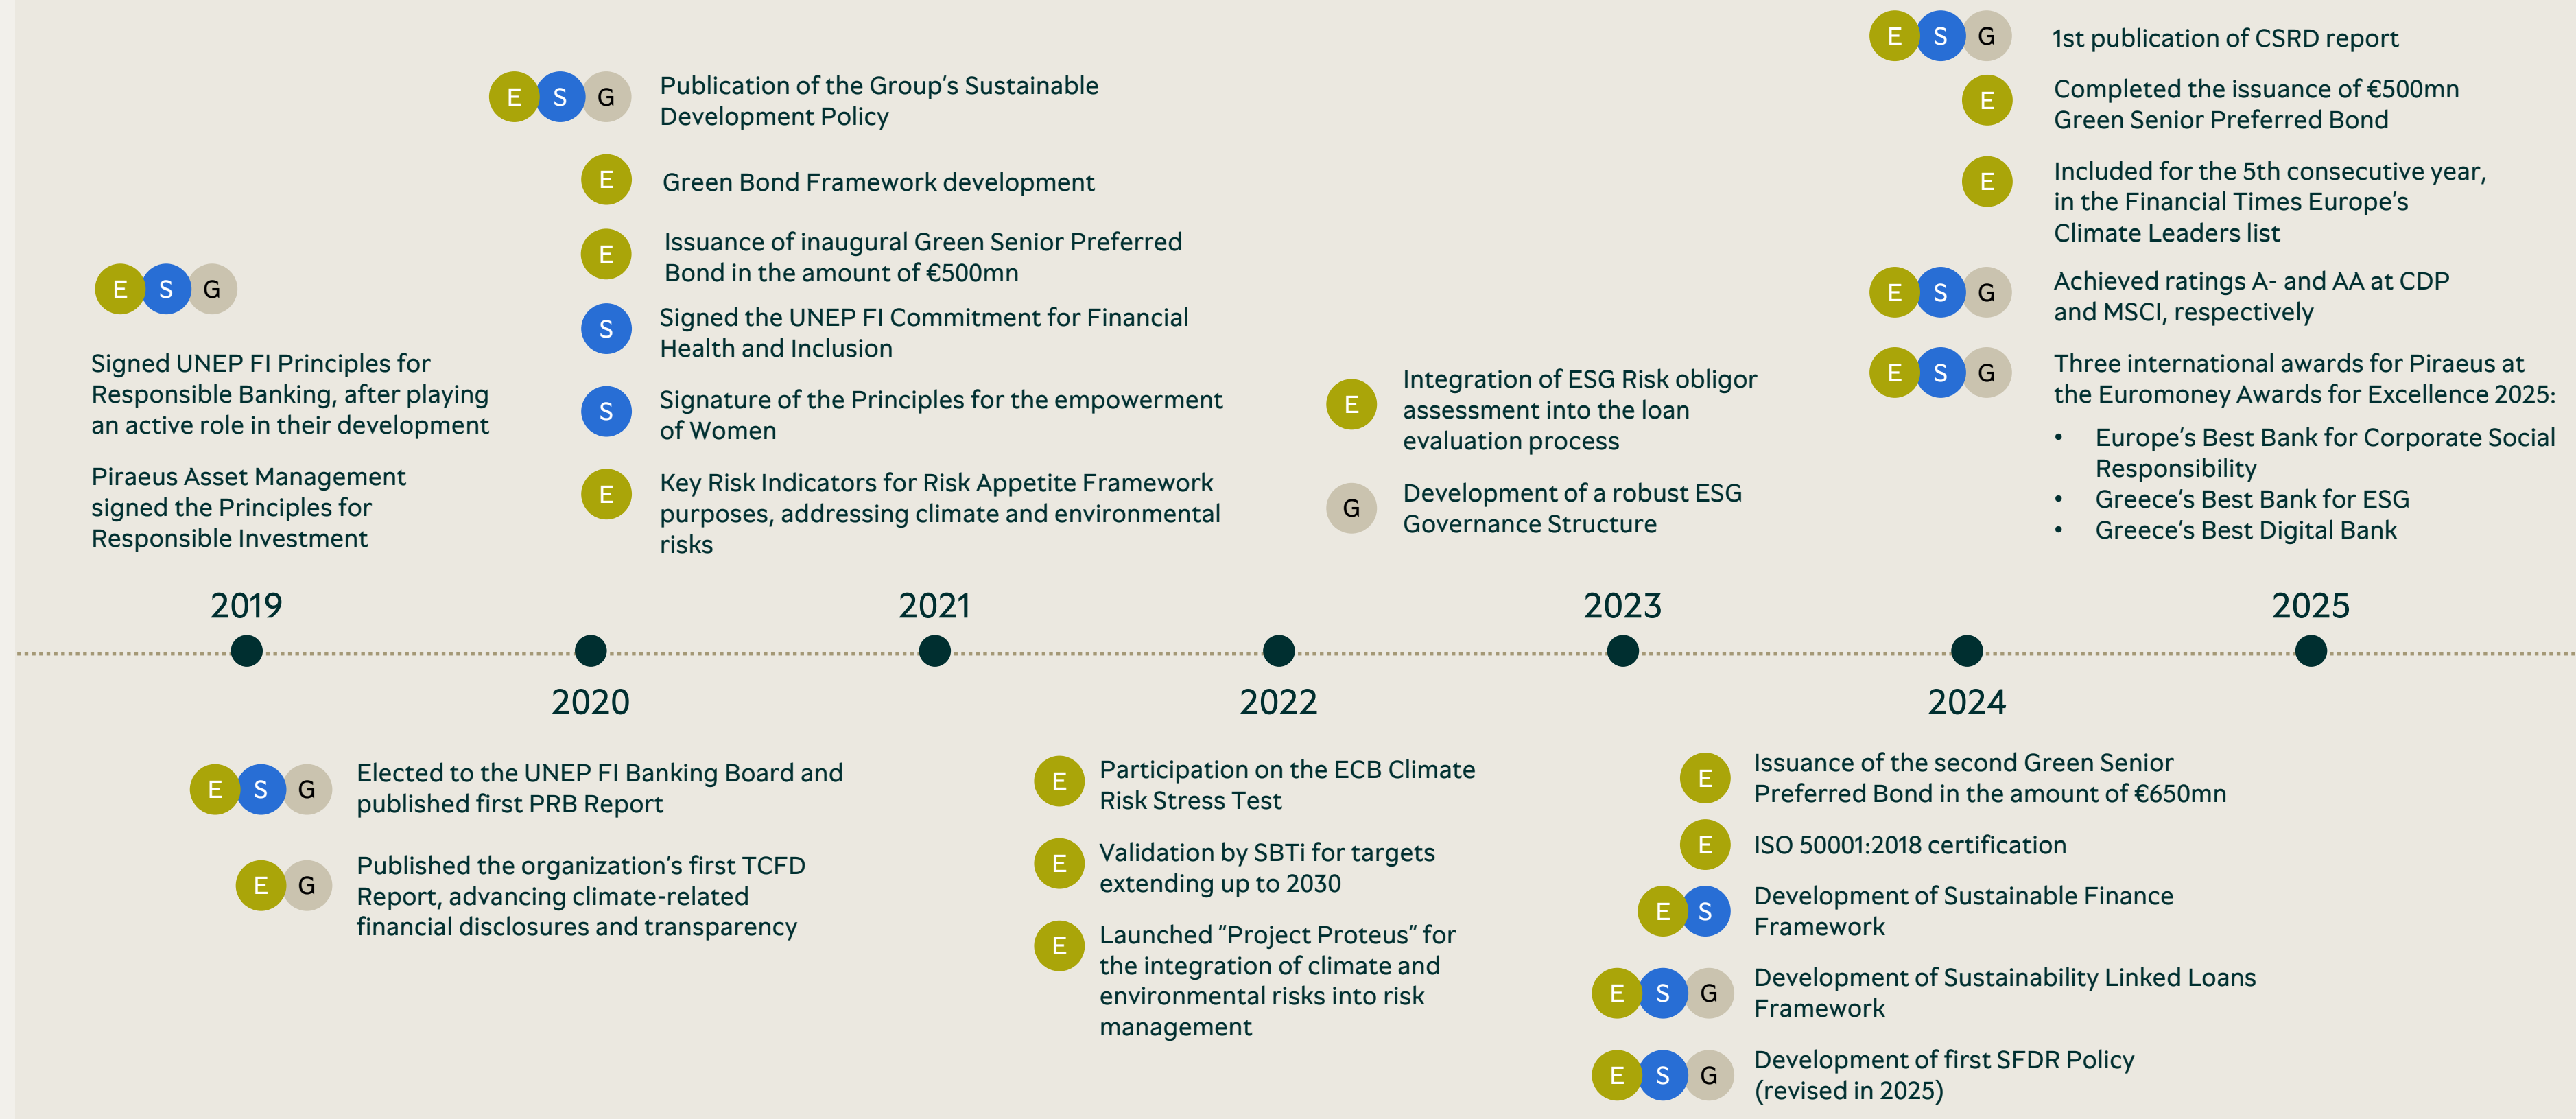 E S G
Signed UNEP FI Principles for
Responsible Banking, after playing
an active role in their development
Piraeus Asset Management
signed the Principles for
Responsible Investment
2019
2020
E S G
Elected to the UNEP FI Banking Board and
published first PRB Report
E G
Published the organization's first TCFD
Report, advancing climate-related
financial disclosures and transparency
E S G
Publication of the Group's Sustainable
Development Policy
E
Green Bond Framework development
E
Issuance of inaugural Green Senior Preferred
Bond in the amount of €500mn
S
Signed the UNEP FI Commitment for Financial
Health and Inclusion
S
Signature of the Principles for the empowerment
of Women
E
Key Risk Indicators for Risk Appetite Framework
purposes, addressing climate and environmental
risks
2021
2022
E
Participation on the ECB Climate
Risk Stress Test
E
Validation by SBTi for targets
extending up to 2030
E
Launched “Project Proteus” for
the integration of climate and
environmental risks into risk
management
E
Integration of ESG Risk obligor
assessment into the loan
evaluation process
G
Development of a robust ESG
Governance Structure
2023
2024
E
Issuance of the second Green Senior
Preferred Bond in the amount of €650mn
E
ISO 50001:2018 certification
E S
Development of Sustainable Finance
Framework
E S G
Development of Sustainability Linked Loans
Framework
E S G
Development of first SFDR Policy
(revised in 2025)
E S G
1st publication of CSRD report
E
Completed the issuance of €500mn
Green Senior Preferred Bond
E
Included for the 5th consecutive year,
in the Financial Times Europe's
Climate Leaders list
E S G
Achieved ratings A- and AA at CDP
and MSCI, respectively
E S G
Three international awards for Piraeus at
the Euromoney Awards for Excellence 2025:
• Europe's Best Bank for Corporate Social
Responsibility
• Greece's Best Bank for ESG
• Greece's Best Digital Bank
2025